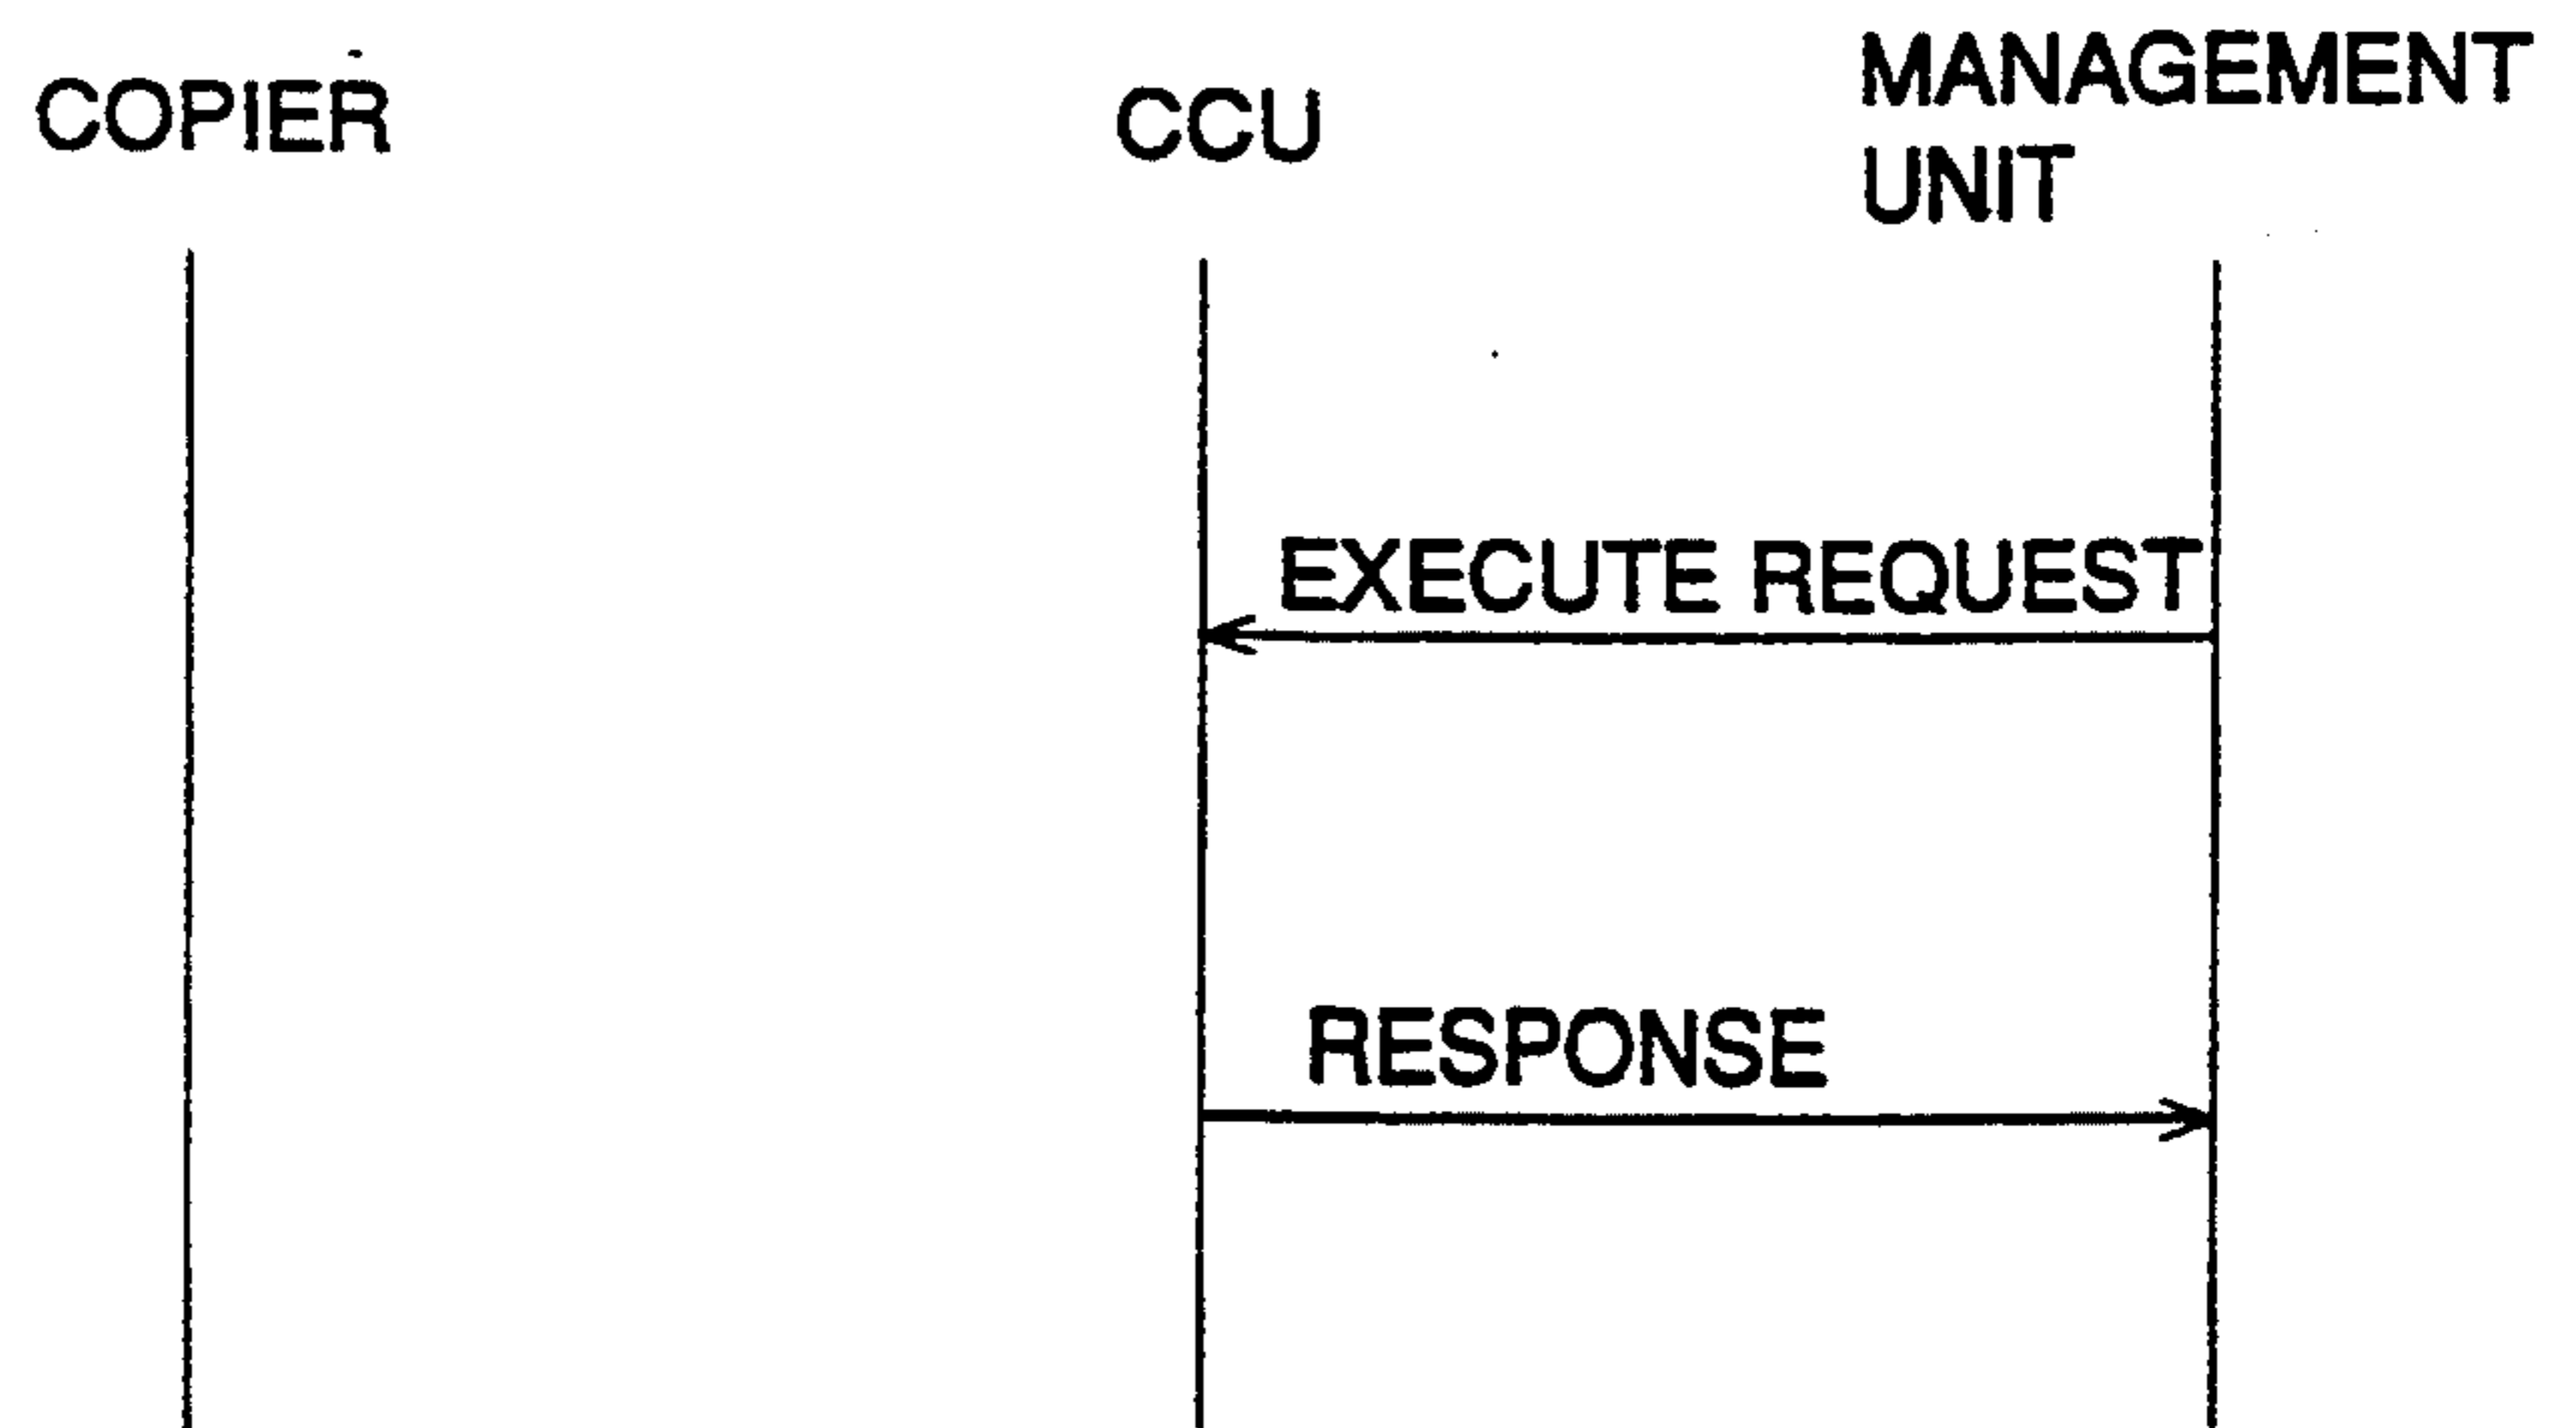 COPIER
CCU
MANAGEMENT
UNIT
EXECUTE REQUEST
RESPONSE